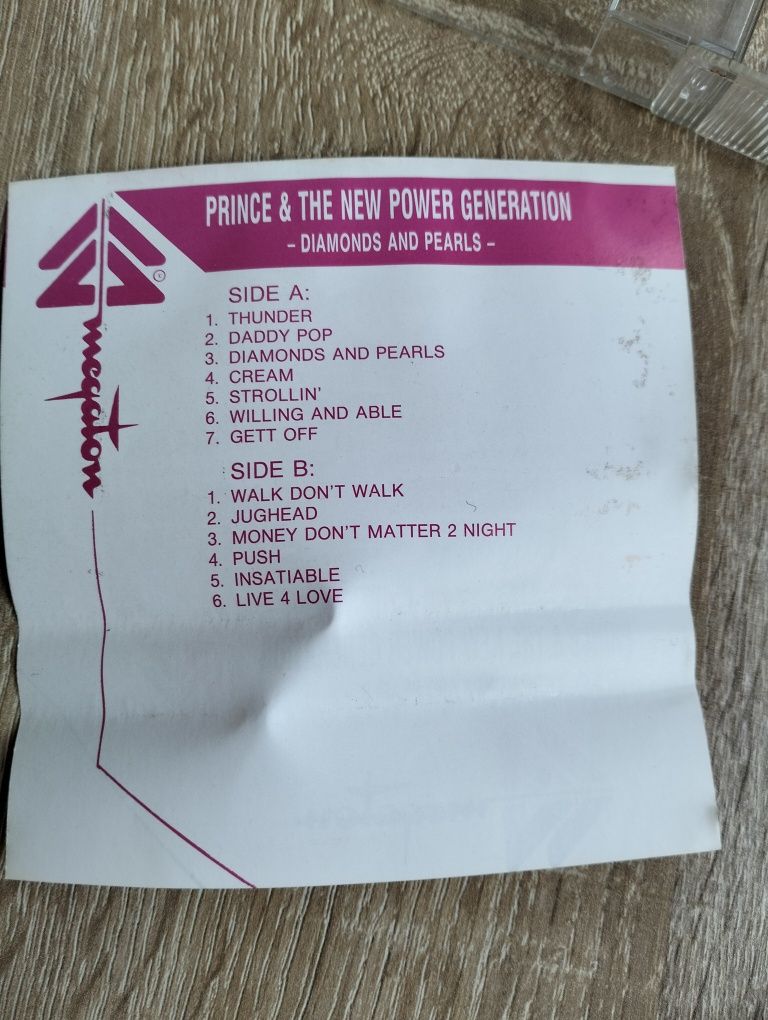 PRINCE & THE NEW POWER GENERATION
– DIAMONDS AND PEARLS –
©
megaton
SIDE A:
1. THUNDER
2. DADDY POP
3. DIAMONDS AND PEARLS
4. CREAM
5. STROLLIN'
6. WILLING AND ABLE
7. GETT OFF
SIDE B:
1. WALK DON'T WALK
2. JUGHEAD
3. MONEY DON'T MATTER 2 NIGHT
4. PUSH
5. INSATIABLE
6. LIVE 4 LOVE